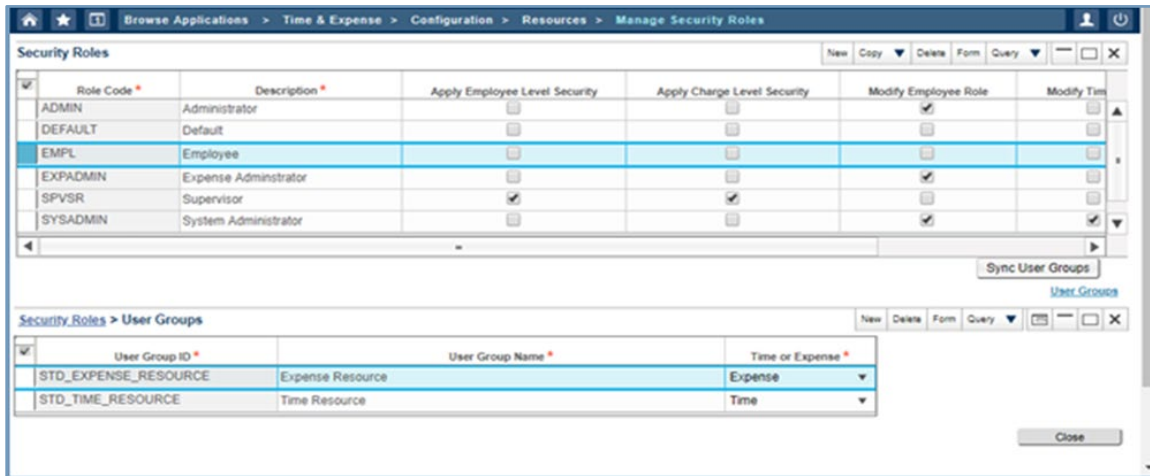 Browse Applications > Time & Expense > Configuration > Resources > Manage Security Roles
Security Roles New Copy Delete Form Query
Role Code * Description * Apply Employee Level Security Apply Charge Level Security Modify Employee Role Modify Tim
ADMIN Administrator
DEFAULT Default
EMPL Employee
EXPADMIN Expense Adminstrator
SPVSR Supervisor
SYSADMIN System Administrator
Sync User Groups
User Groups
Security Roles > User Groups New Delete Form Query
User Group ID * User Group Name * Time or Expense *
STD_EXPENSE_RESOURCE Expense Resource Expense
STD_TIME_RESOURCE Time Resource Time
Close